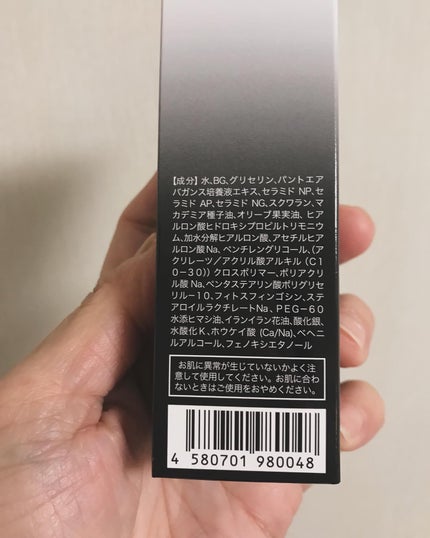 【成分】水、BG、グリセリン、パントエア
バガンス培養液エキス、セラミド NP、セ
ラミド AP、セラミド NG、スクワラン、マ
カデミア種子油、オリーブ果実油、ヒア
ルロン酸ヒドロキシプロピルトリモニウ
ム、加水分解ヒアルロン酸、アセチルヒア
ルロン酸Na、ペンチレングリコール、(ア
クリレーツ/アクリル酸アルキル(C1
0-30))クロスポリマー、ポリアクリ
ル酸Na、ペンタステアリン酸ポリグリセ
リル-10、フィトスフィンゴシン、ステ
アロイルラクチレートNa、PEG-60
水添ヒマシ油、イランイラン花油、酸化銀、
水酸化K、ホウケイ酸(Ca/Na)、ベヘニ
ルアルコール、フェノキシエタノール
お肌に異常が生じていないかよく注
意して使用してください。お肌に合わ
ないときはご使用をおやめください。
4 580701 980048